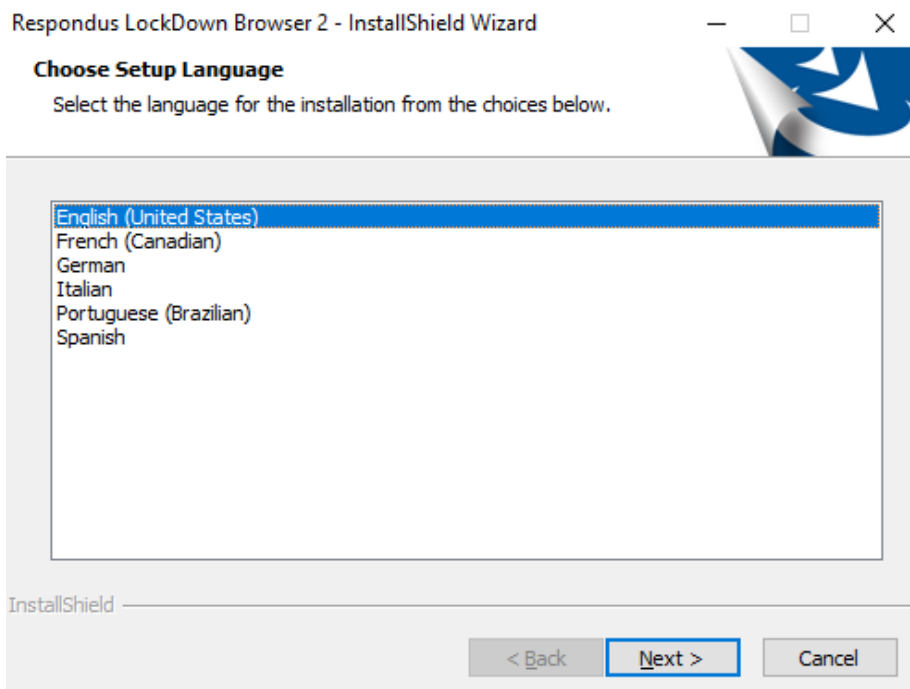 Respondus LockDown Browser 2 - InstallShield Wizard
Choose Setup Language
Select the language for the installation from the choices below.
English (United States)
French (Canadian)
German
Italian
Portuguese (Brazilian)
Spanish
InstallShield
< Back
Next >
Cancel